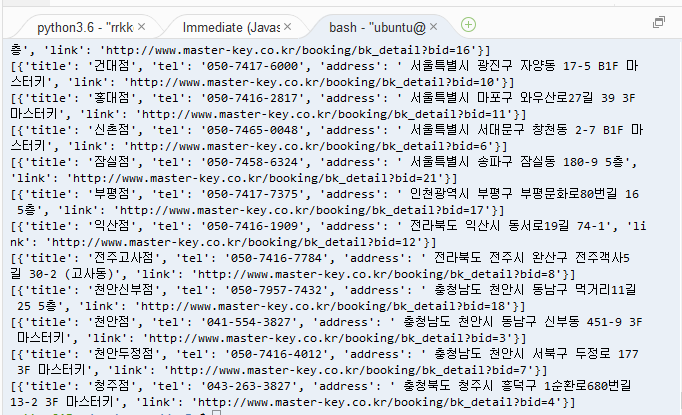 python3.6 - "rrkk
Immediate (Javas
bash - "ubuntu@
층', 'link': 'http://www.master-key.co.kr/booking/bk_detail?bid=16'}]
[{'title': '건대점', 'tel': '050-7417-6000', 'address': ' 서울특별시 광진구 자양동 17-5 B1F 마
스터키', 'link': 'http://www.master-key.co.kr/booking/bk_detail?bid=10'}]
[{'title': '홍대점', 'tel': '050-7416-2817', 'address': ' 서울특별시 마포구 와우산로27길 39 3F
마스터키', 'link': 'http://www.master-key.co.kr/booking/bk_detail?bid=11'}]
[{'title': '신촌점', 'tel': '050-7465-0048', 'address': ' 서울특별시 서대문구 창천동 2-7 B1F 마
스터키', 'link': 'http://www.master-key.co.kr/booking/bk_detail?bid=6'}]
[{'title': '잠실점', 'tel': '050-7458-6324', 'address': ' 서울특별시 송파구 잠실동 180-9 5층',
'link': 'http://www.master-key.co.kr/booking/bk_detail?bid=21'}]
[{'title': '부평점', 'tel': '050-7417-7375', 'address': ' 인천광역시 부평구 부평문화로80번길 16
5층', 'link': 'http://www.master-key.co.kr/booking/bk_detail?bid=17'}]
[{'title': '익산점', 'tel': '050-7416-1909', 'address': ' 전라북도 익산시 동서로19길 74-1', 'li
nk': 'http://www.master-key.co.kr/booking/bk_detail?bid=12'}]
[{'title': '전주고사점', 'tel': '050-7416-7784', 'address': ' 전라북도 전주시 완산구 전주객사5
길 30-2 (고사동)', 'link': 'http://www.master-key.co.kr/booking/bk_detail?bid=8'}]
[{'title': '천안신부점', 'tel': '050-7957-7432', 'address': ' 충청남도 천안시 동남구 먹거리11길
25 5층', 'link': 'http://www.master-key.co.kr/booking/bk_detail?bid=18'}]
[{'title': '천안점', 'tel': '041-554-3827', 'address': ' 충청남도 천안시 동남구 신부동 451-9 3F
마스터키', 'link': 'http://www.master-key.co.kr/booking/bk_detail?bid=3'}]
[{'title': '천안두정점', 'tel': '050-7416-4012', 'address': ' 충청남도 천안시 서북구 두정로 177
3F 마스터키', 'link': 'http://www.master-key.co.kr/booking/bk_detail?bid=7'}]
[{'title': '청주점', 'tel': '043-263-3827', 'address': ' 충청북도 청주시 흥덕구 1순환로680번길
13-2 3F 마스터키', 'link': 'http://www.master-key.co.kr/booking/bk_detail?bid=4'}]